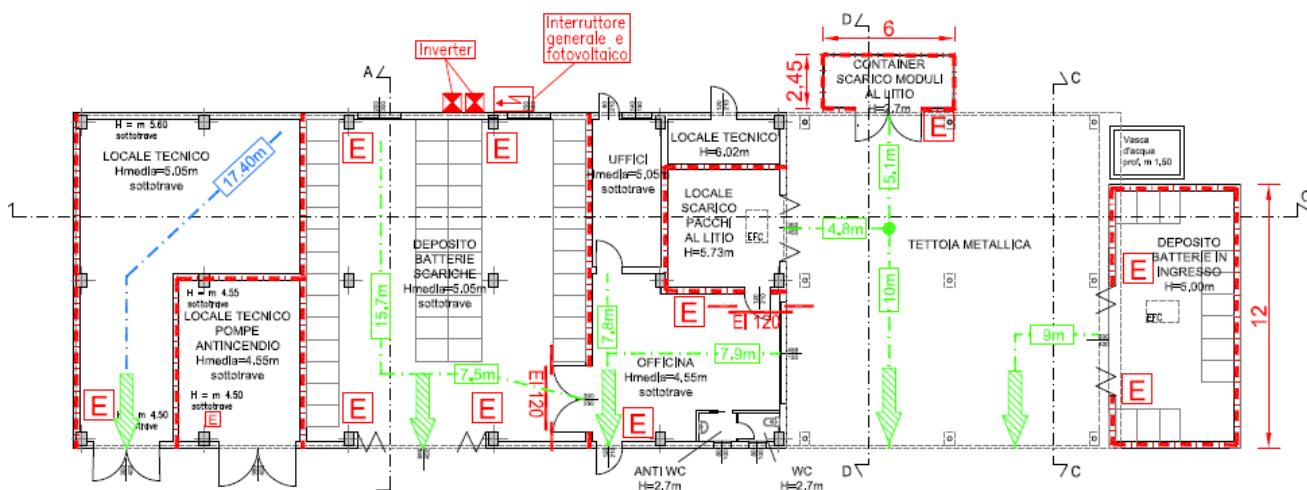 D
6
Interruttore
generale e
fotovoltaico
Inverter
A
C
CONTAINER
SCARICO MODULI
AL LITIO
H=2.7m
2.45
E
H = m 5.60
sottotrave
LOCALE TECNICO
Hmedia=5.05m
sottotrave
17.40m
E
E
UFFICI
Hmedia=5,05m
sottotrave
LOCALE TECNICO
H=6.02m
5.1m
Vasca
d'acqua
prof. m 1,50
1
LOCALE
SCARICO
PACCHI
AL LITIO
H=5.73m
EFC
4.8m
TETTOIA METALLICA
DEPOSITO
BATTERIE
SCARICHE
Hmedia=5.05m
sottotrave
DEPOSITO
BATTERIE IN
INGRESSO
H=5,00m
E
EFC
12
H = m 4.55
sottotrave
LOCALE TECNICO
POMPE
ANTINCENDIO
Hmedia=4.55m
sottotrave
15.7m
7.8m
E
EI 120
10m
9m
7.9m
OFFICINA
Hmedia=4,55m
sottotrave
7.5m
EI 120
E
H = m 4.50
sottotrave
E
H = m 4.50
sottotrave
E
E
E
E
ANTI WC
H=2.7m
WC
H=2.7m
D
C